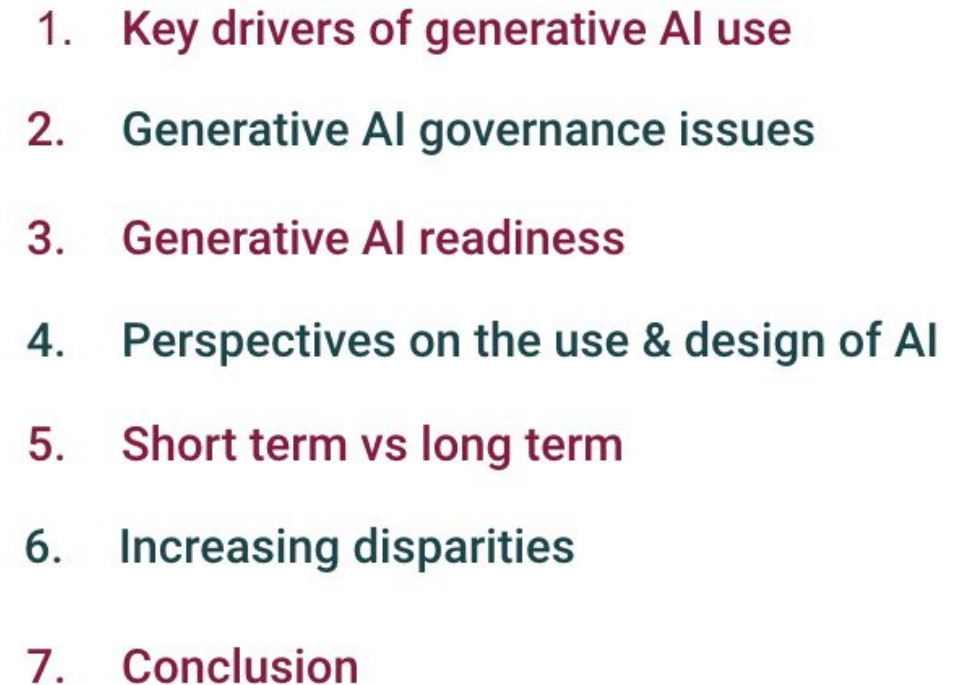 1. Key drivers of generative AI use
2. Generative AI governance issues
3. Generative AI readiness
4. Perspectives on the use & design of AI
5. Short term vs long term
6. Increasing disparities
7. Conclusion